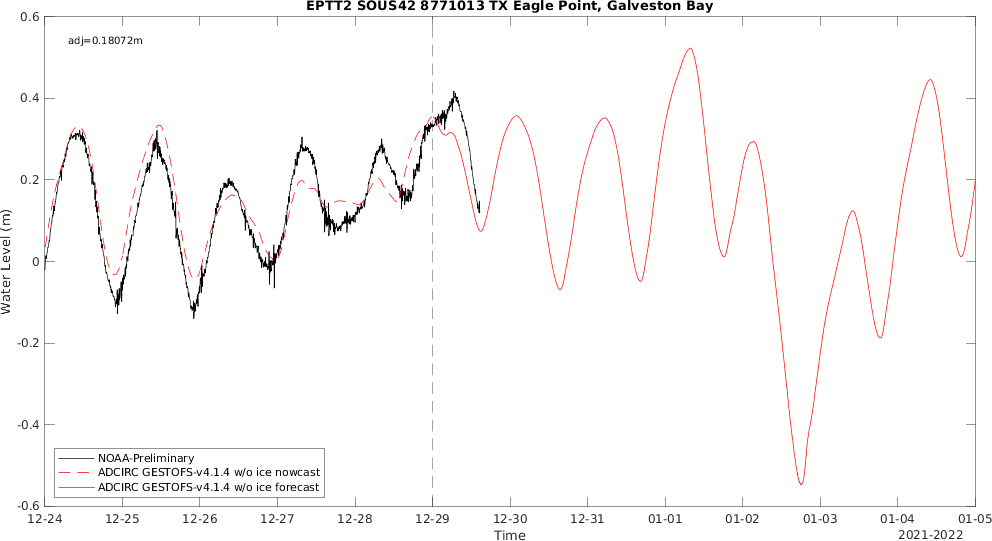 EPTT2 SOUS42 8771013 TX Eagle Point, Galveston Bay
adj=0.18072m
0.6
0.4
0.2
0
-0.2
-0.4
-0.6
Water Level (m)
NOAA-Preliminary
ADCIRC GESTOFS-v4.1.4 w/o ice nowcast
ADCIRC GESTOFS-v4.1.4 w/o ice forecast
12-24 12-25 12-26 12-27 12-28 12-29 12-30 12-31 01-01 01-02 01-03 01-04 01-05
Time
2021-2022